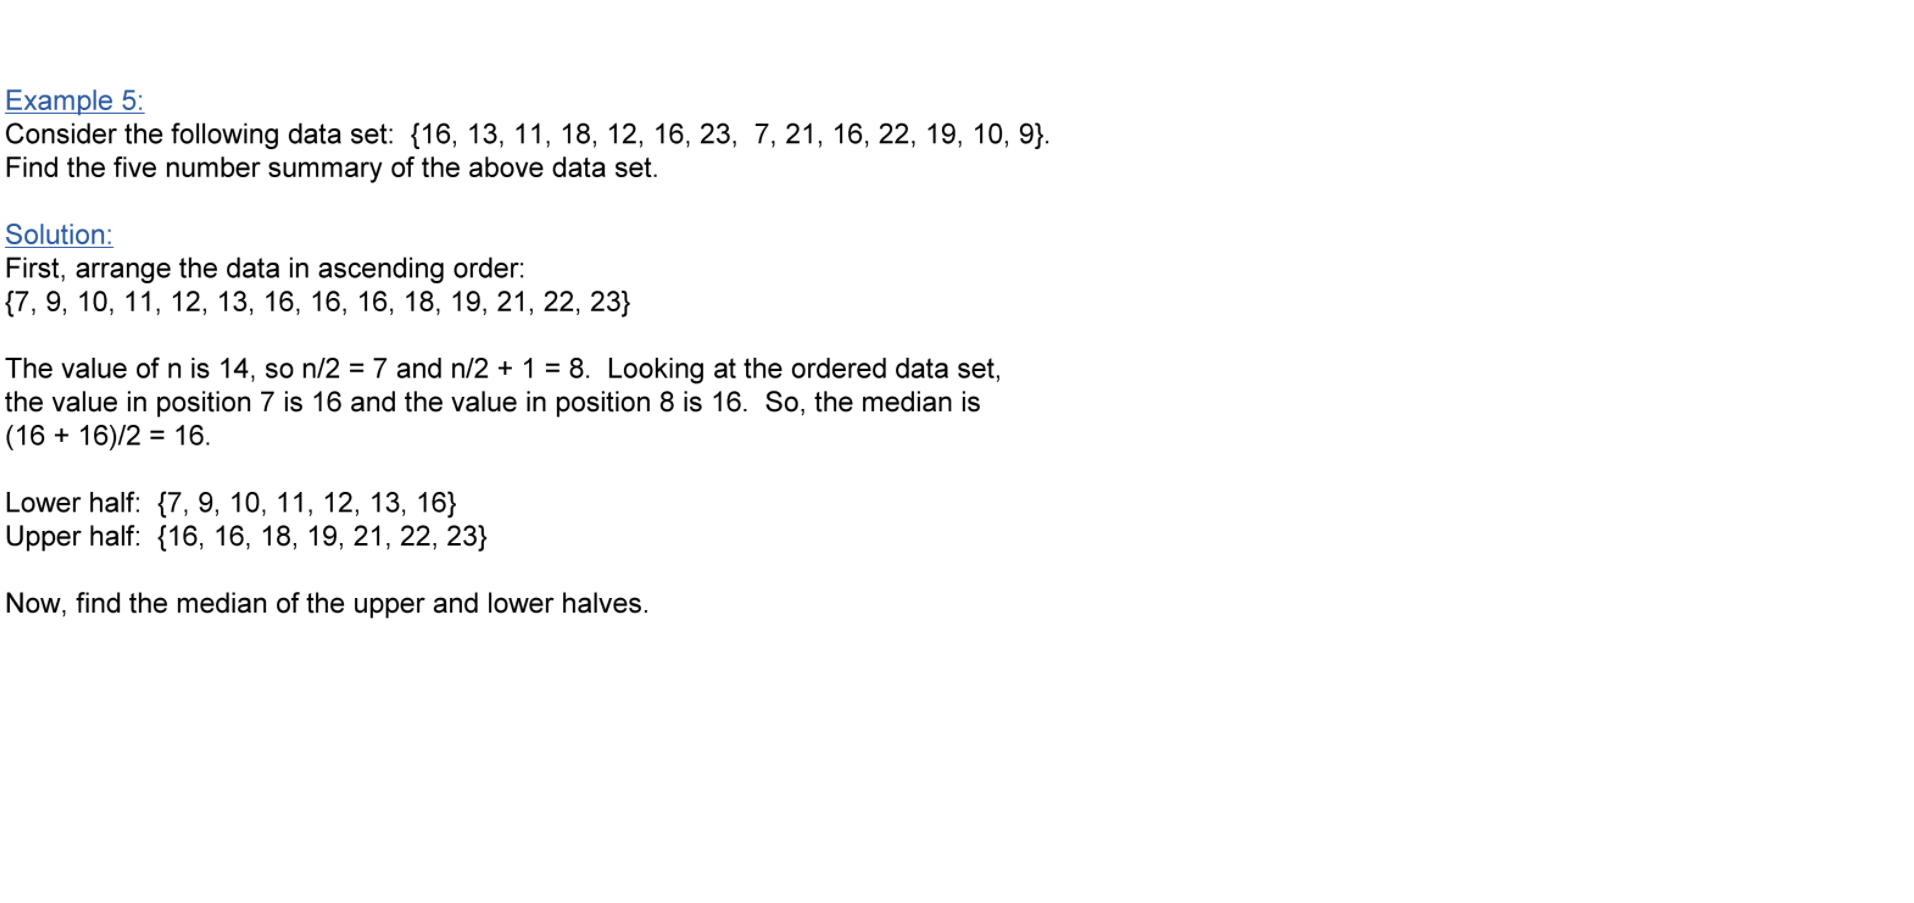 Example 5:
Consider the following data set:  {16, 13, 11, 18, 12, 16, 23,  7, 21, 16, 22, 19, 10, 9}.
Find the five number summary of the above data set.
Solution:
First, arrange the data in ascending order:
{7, 9, 10, 11, 12, 13, 16, 16, 16, 18, 19, 21, 22, 23}
The value of n is 14, so n/2 = 7 and n/2 + 1 = 8.  Looking at the ordered data set,
the value in position 7 is 16 and the value in position 8 is 16.  So, the median is
(16 + 16)/2 = 16.
Lower half:  {7, 9, 10, 11, 12, 13, 16}
Upper half:  {16, 16, 18, 19, 21, 22, 23}
Now, find the median of the upper and lower halves.